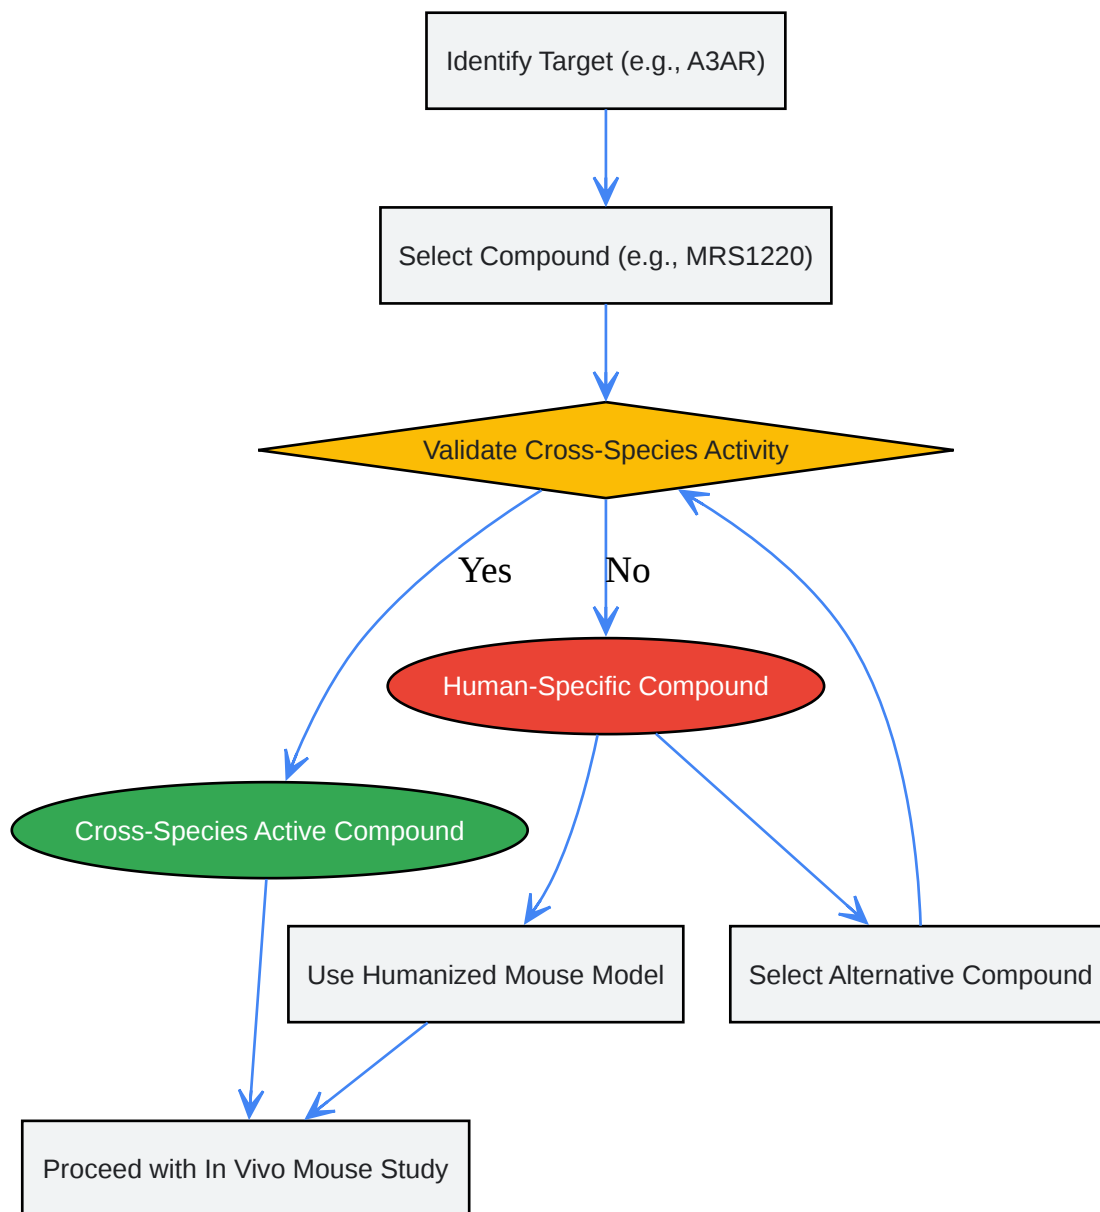 Identify Target (e.g., A3AR)
Select Compound (e.g., MRS1220)
Validate Cross-Species Activity
Yes
No
Human-Specific Compound
Cross-Species Active Compound
Use Humanized Mouse Model
Select Alternative Compound
Proceed with In Vivo Mouse Study